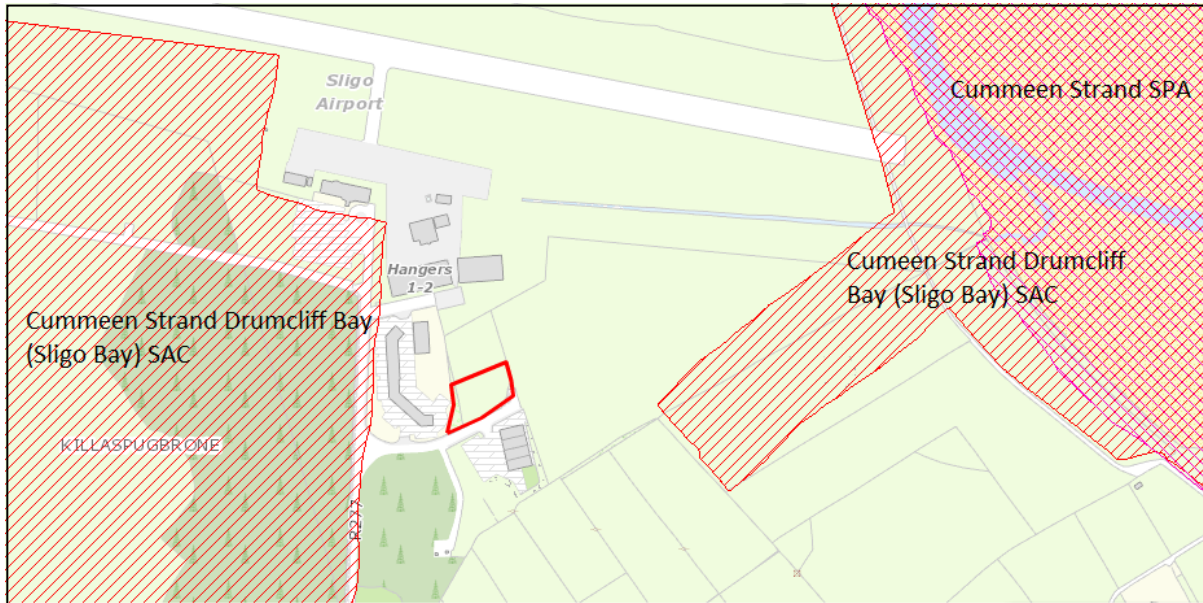 Sligo
Airport
Cummeen Strand SPA
Hangers
1-2
Cumeen Strand Drumcliff
Bay (Sligo Bay) SAC
Cummeen Strand Drumcliff Bay
(Sligo Bay) SAC
KILLASPUGBRONE
R277